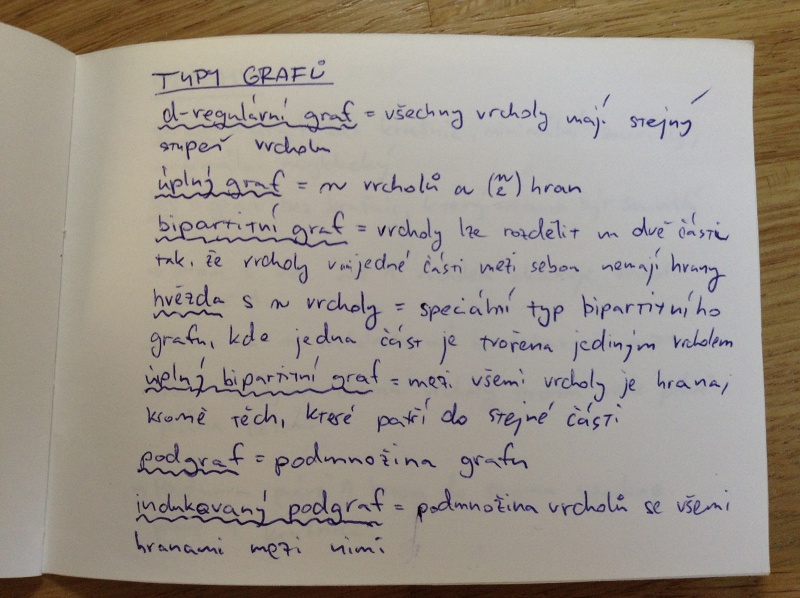 TYPY GRAFŮ
d-regulární graf = všechny vrcholy mají stejný
stupeň vrcholu
úplný graf = n vrcholů a (n 2) hran
bipartitní graf = vrcholy lze rozdělit na dvě části
tak, že vrcholy v jedné části mezi sebou nemají hrany
hvězda s n vrcholy = speciální typ bipartitního
grafu, kde jedna část je tvořena jediným vrcholem
úplný bipartitní graf = mezi všemi vrcholy je hrana,
kromě těch, které patří do stejné části
podgraf = podmnožina grafu
indukovaný podgraf = podmnožina vrcholů se všemi
hranami mezi nimi